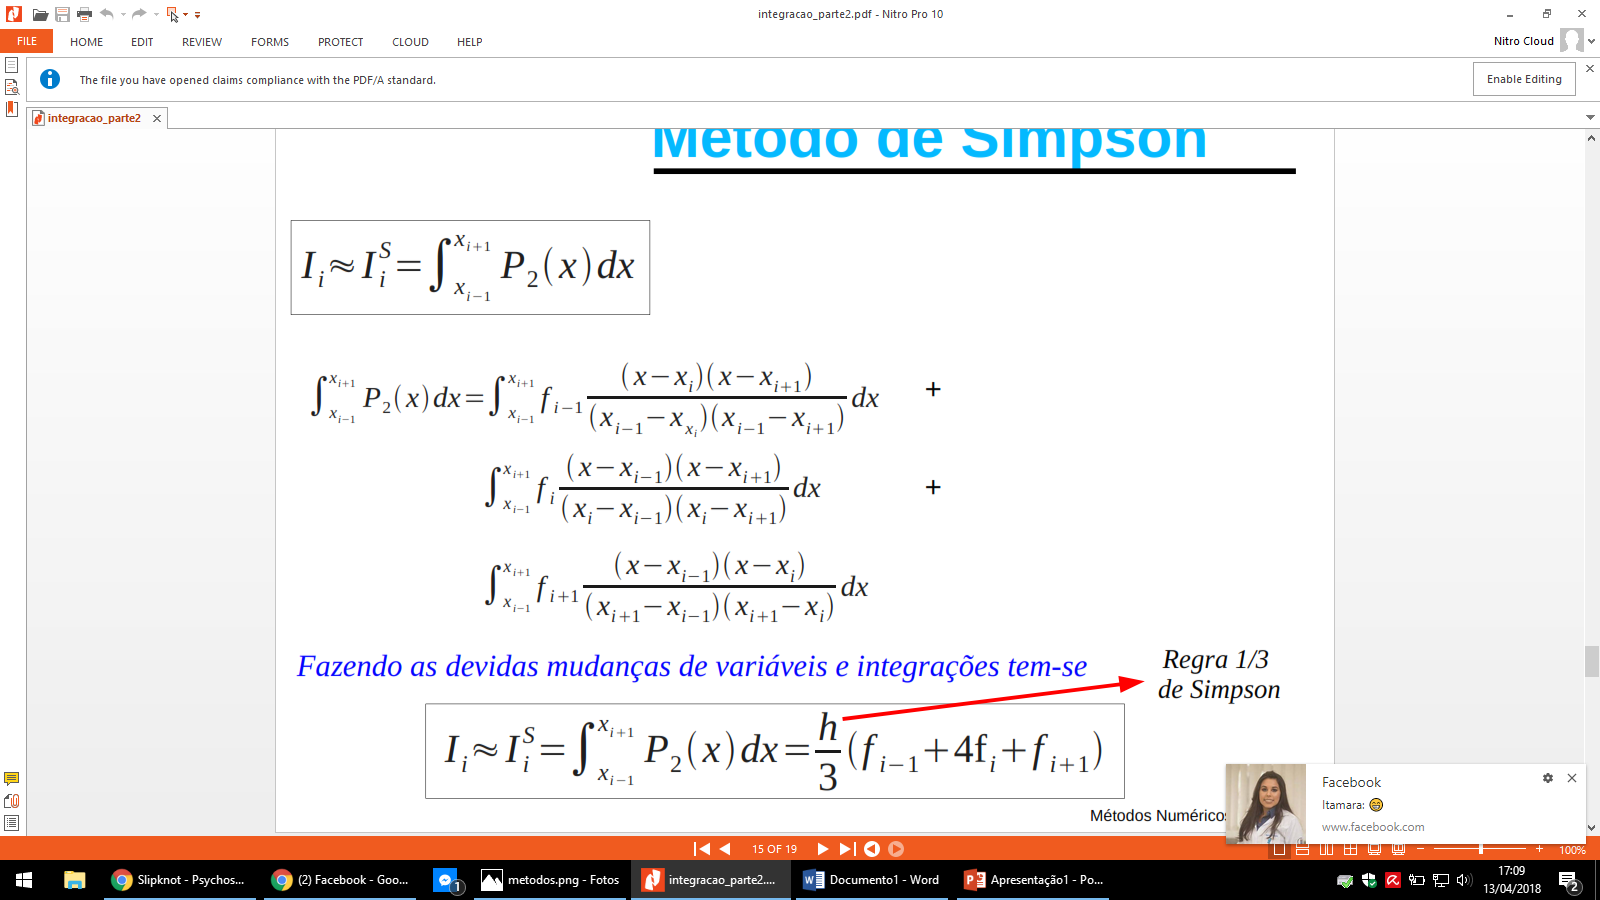 integracao_parte2.pdf - Nitro Pro 10
FILE HOME EDIT REVIEW FORMS PROTECT CLOUD HELP
Nitro Cloud
The file you have opened claims compliance with the PDF/A standard.
Enable Editing
integracao_parte2
Método de Simpson
I_i ≈ I_i^S = ∫_{x_{i−1}}^{x_{i+1}} P_2(x) dx
∫_{x_{i−1}}^{x_{i+1}} P_2(x) dx = ∫_{x_{i−1}}^{x_{i+1}} f_{i−1} \frac{(x−x_i)(x−x_{i+1})}{(x_{i−1}−x_{x_i})(x_{i−1}−x_{i+1})} dx +
∫_{x_{i−1}}^{x_{i+1}} f_i \frac{(x−x_{i−1})(x−x_{i+1})}{(x_i−x_{i−1})(x_i−x_{i+1})} dx +
∫_{x_{i−1}}^{x_{i+1}} f_{i+1} \frac{(x−x_{i−1})(x−x_i)}{(x_{i+1}−x_{i−1})(x_{i+1}−x_i)} dx
Fazendo as devidas mudanças de variáveis e integrações tem-se
Regra 1/3
de Simpson
I_i ≈ I_i^S = ∫_{x_{i−1}}^{x_{i+1}} P_2(x) dx = \frac{h}{3} (f_{i−1}+4f_i+f_{i+1})
Métodos Numéricos
Facebook
Itamara: 😁
www.facebook.com
15 OF 19
100%
Slipknot - Psychos...
(2) Facebook - Goo...
1
metodos.png - Fotos
integracao_parte2....
Documento1 - Word
Apresentação1 - Po...
17:09
13/04/2018
2